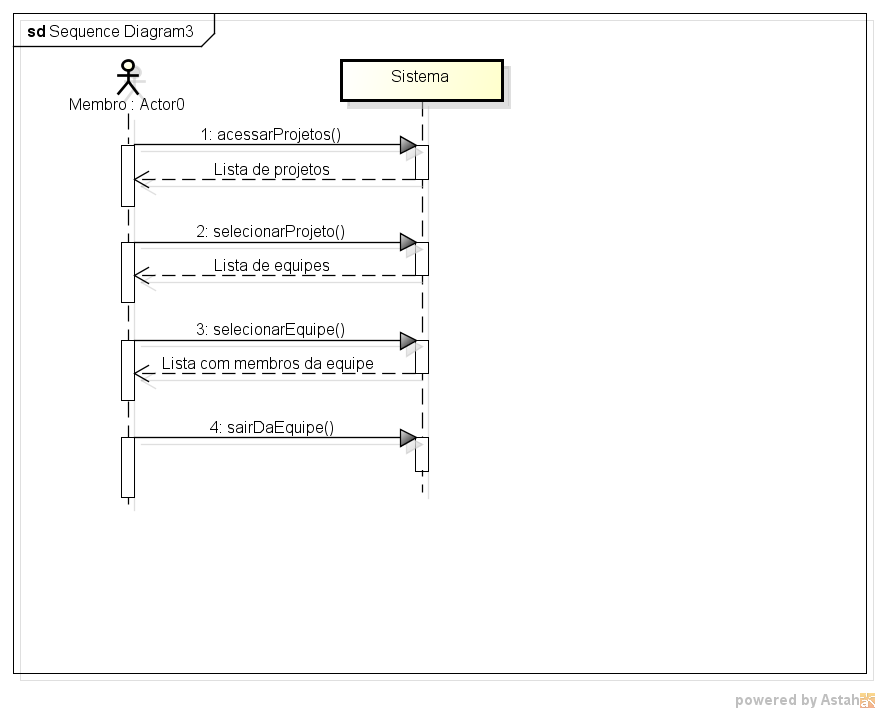 sd Sequence Diagram3
Sistema
Membro : Actor0
1: acessarProjetos()
Lista de projetos
2: selecionarProjeto()
Lista de equipes
3: selecionarEquipe()
Lista com membros da equipe
4: sairDaEquipe()
powered by Astah